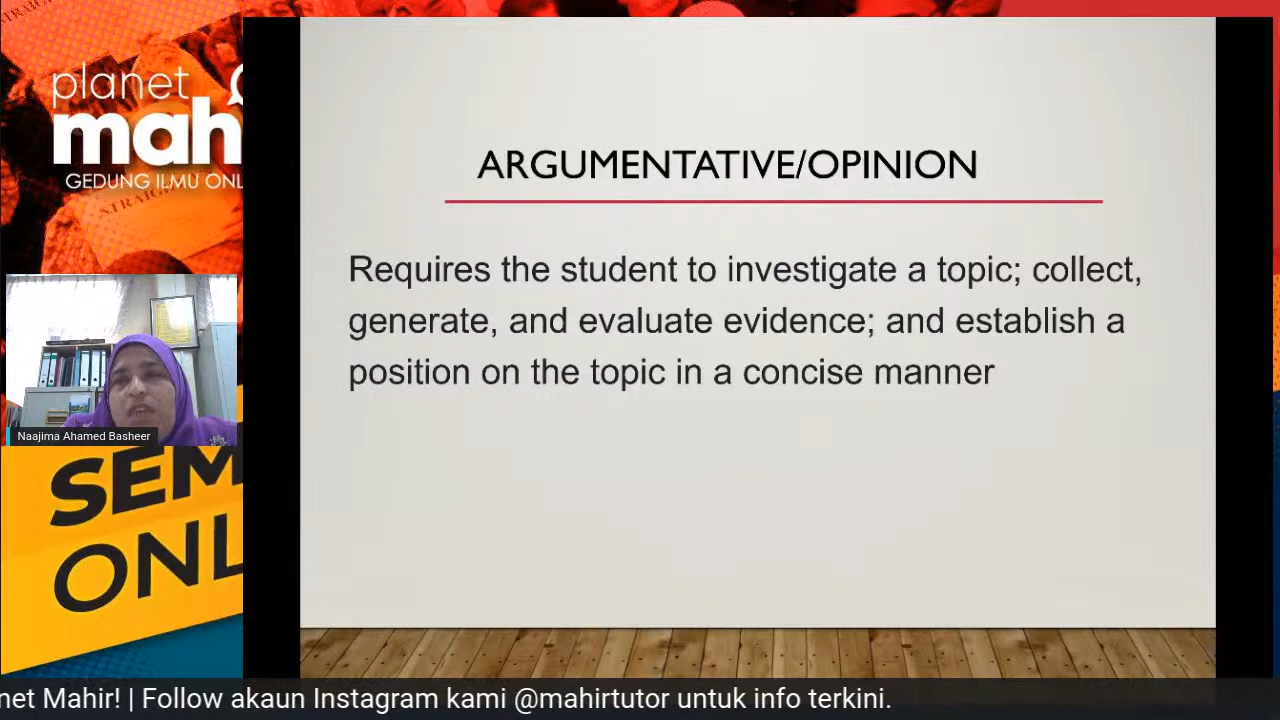 planet
mah
GEDUNG ILMU ONL
ARGUMENTATIVE/OPINION
Requires the student to investigate a topic; collect,
generate, and evaluate evidence; and establish a
position on the topic in a concise manner
Naajima Ahamed Basheer
SEM
ONL
net Mahir! | Follow akaun Instagram kami @mahirtutor untuk info terkini.